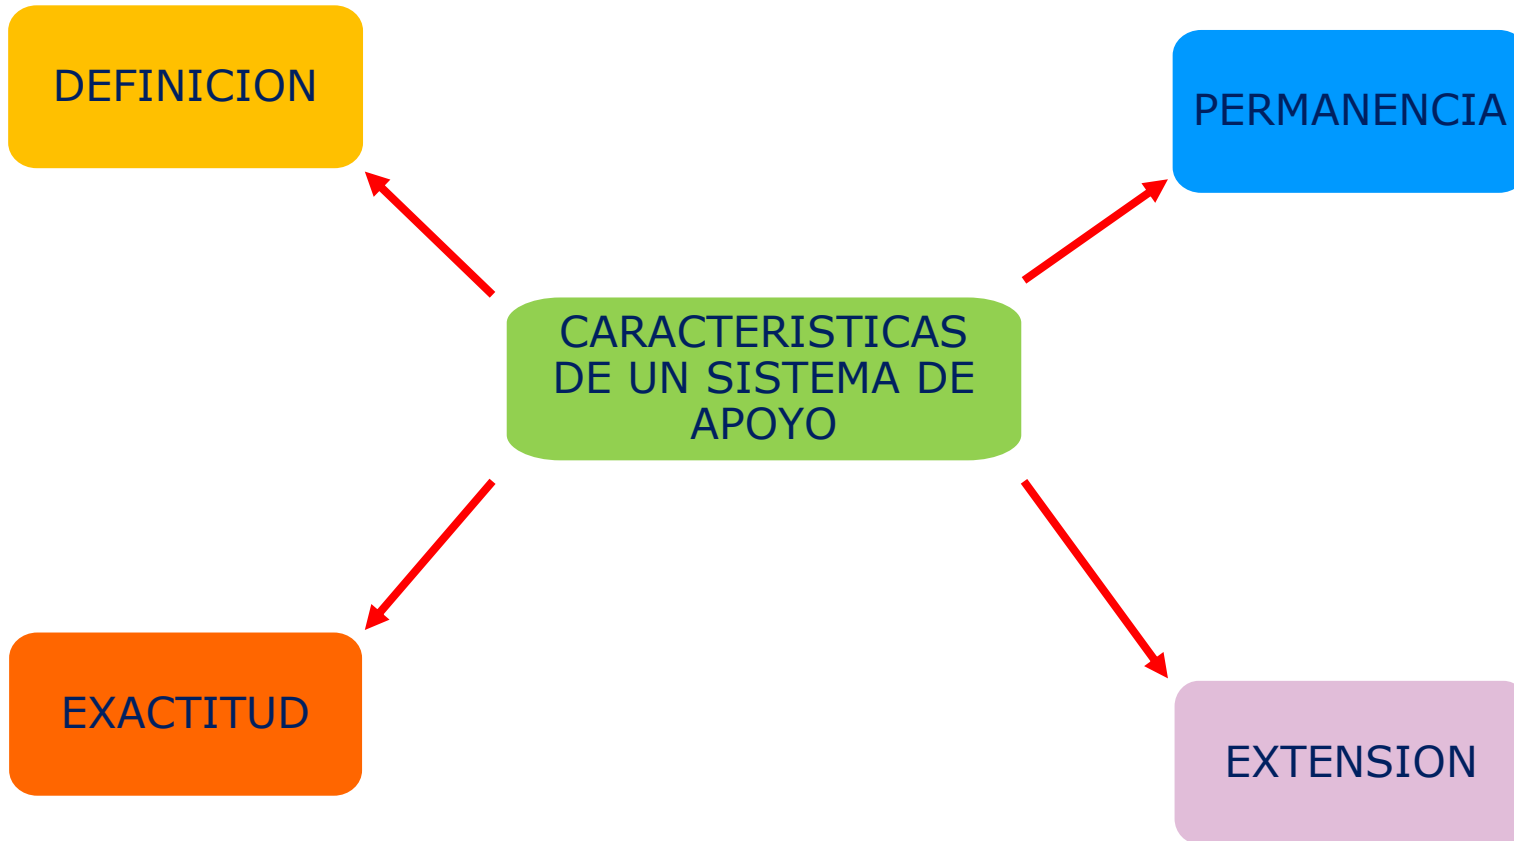 DEFINICION
PERMANENCIA
CARACTERISTICAS
DE UN SISTEMA DE
APOYO
EXACTITUD
EXTENSION